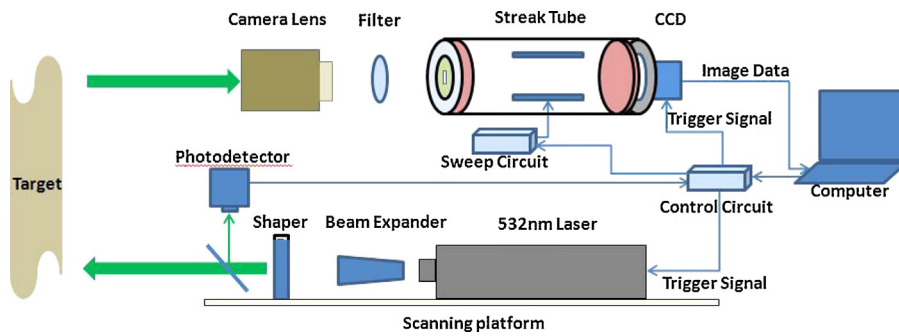 Camera Lens
Filter
Streak Tube
CCD
Image Data
Trigger Signal
Photodetector
Sweep Circuit
Target
Computer
Control Circuit
Shaper
Beam Expander
532nm Laser
Trigger Signal
Scanning platform